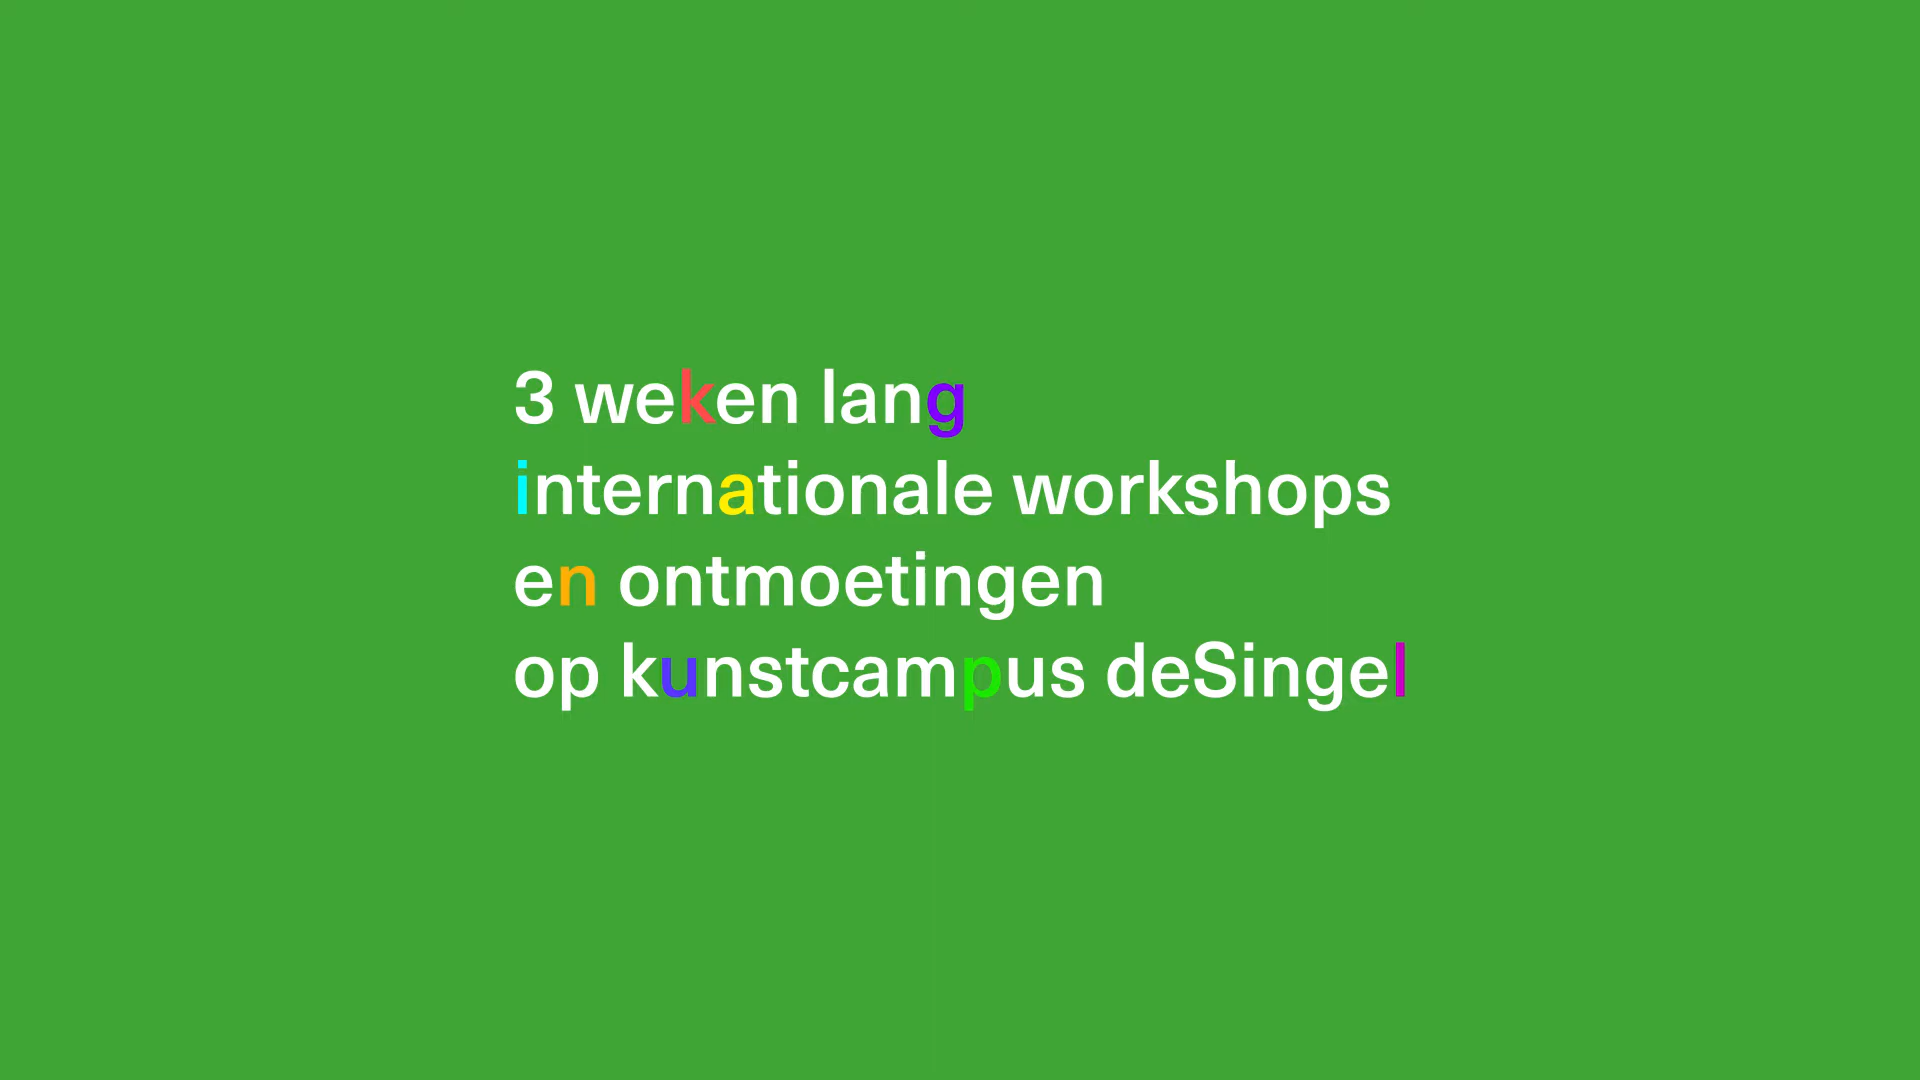 3 weken lang
internationale workshops
en ontmoetingen
op kunstcampus deSingel